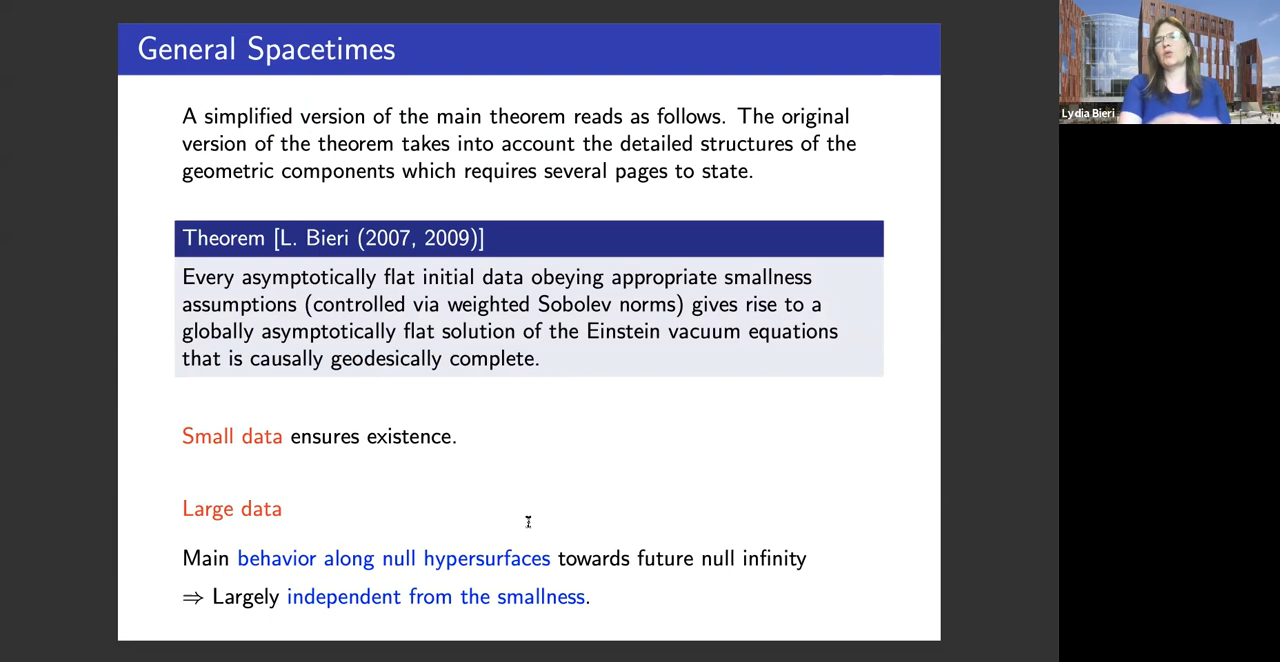 General Spacetimes
A simplified version of the main theorem reads as follows. The original
version of the theorem takes into account the detailed structures of the
geometric components which requires several pages to state.
Theorem [L. Bieri (2007, 2009)]
Every asymptotically flat initial data obeying appropriate smallness
assumptions (controlled via weighted Sobolev norms) gives rise to a
globally asymptotically flat solution of the Einstein vacuum equations
that is causally geodesically complete.
Small data ensures existence.
Large data
Main behavior along null hypersurfaces towards future null infinity
⇒ Largely independent from the smallness.
Lydia Bieri